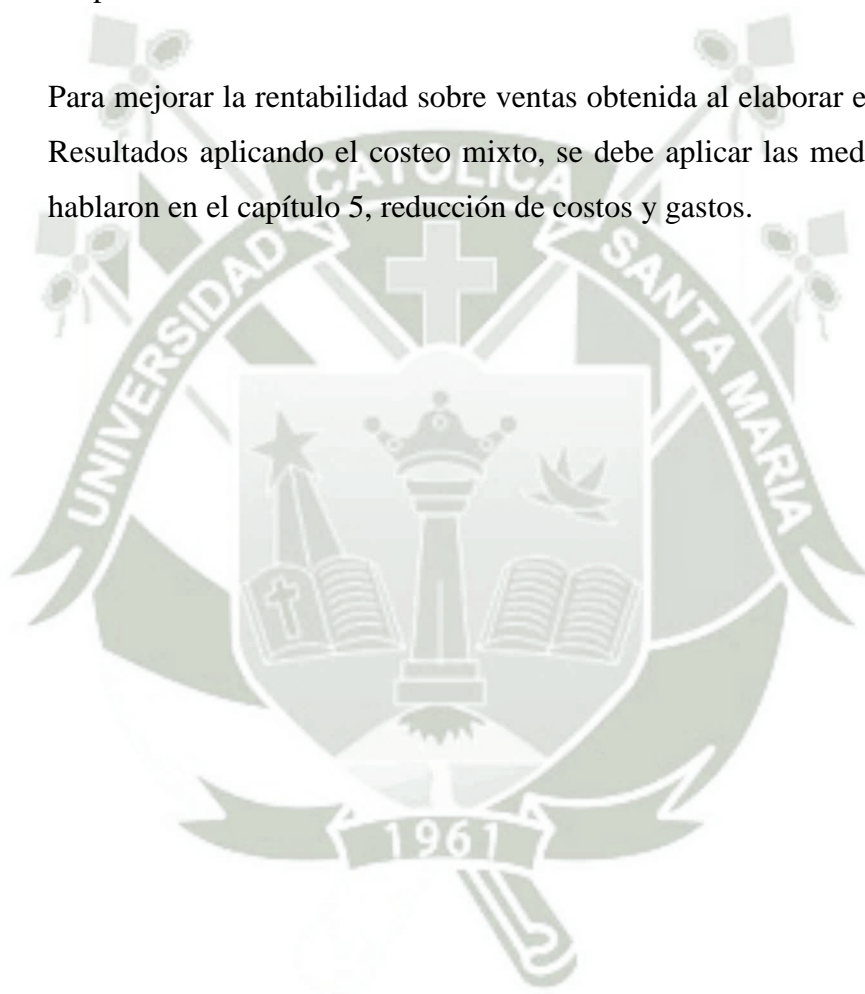 Para mejorar la rentabilidad sobre ventas obtenida al elaborar e
Resultados aplicando el costeo mixto, se debe aplicar las med
hablaron en el capítulo 5, reducción de costos y gastos.
UNIVERSIDAD CATOLICA SANTA MARIA
1961